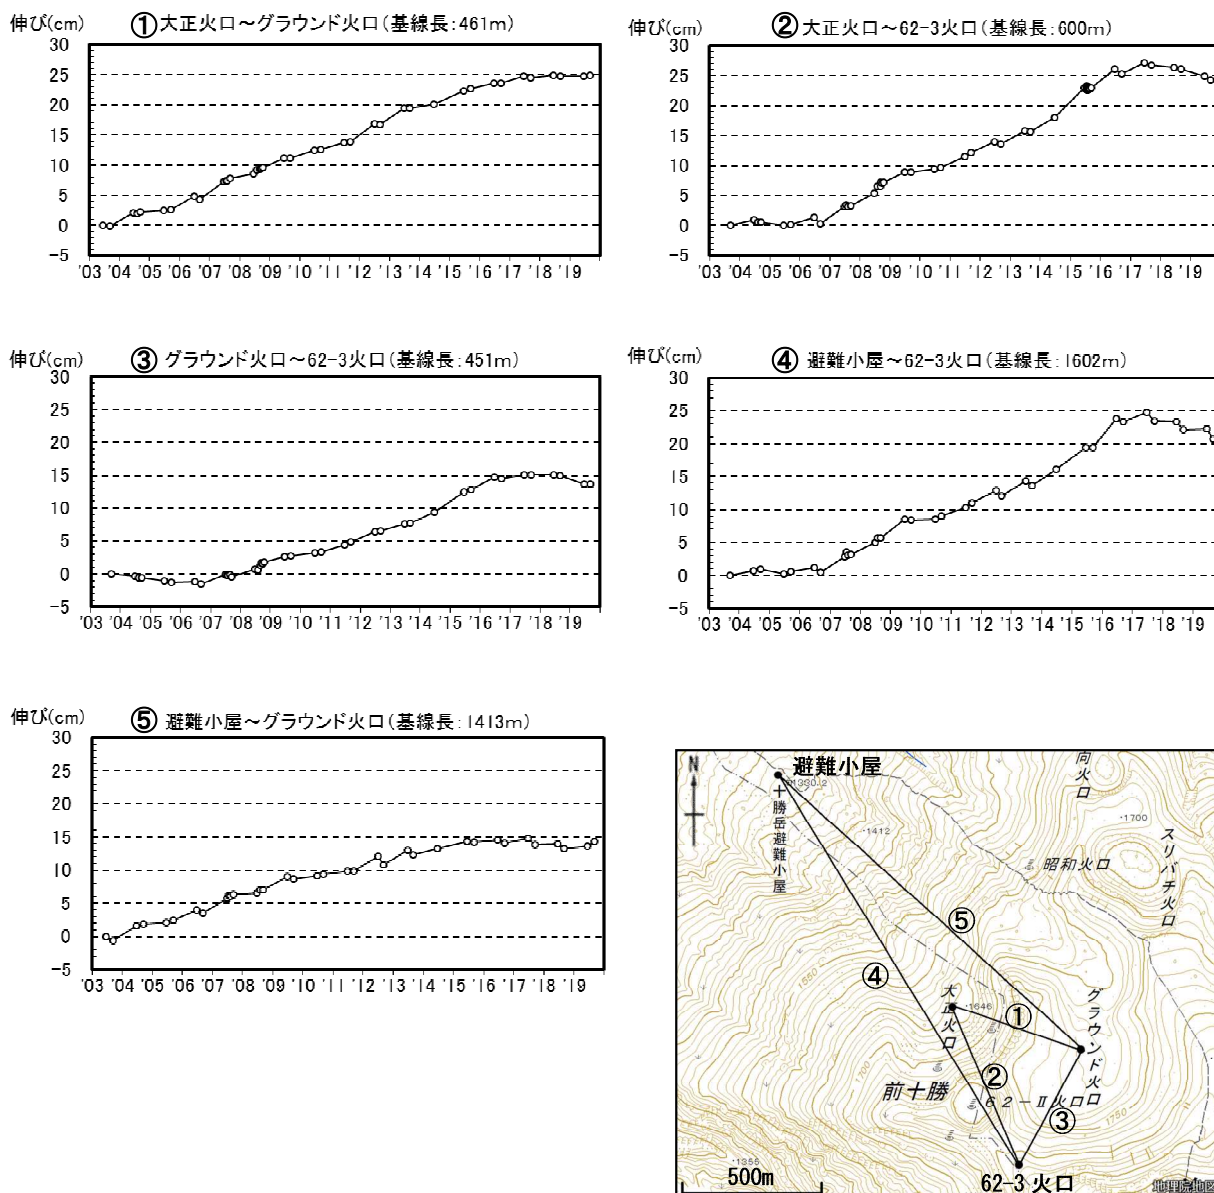 伸び(cm)
①大正火口～グラウンド火口(基線長:461m)
30
25
20
15
10
5
0
-5
'03 '04 '05 '06 '07 '08 '09 '10 '11 '12 '13 '14 '15 '16 '17 '18 '19
伸び(cm)
②大正火口～62-3火口(基線長:600m)
30
25
20
15
10
5
0
-5
'03 '04 '05 '06 '07 '08 '09 '10 '11 '12 '13 '14 '15 '16 '17 '18 '19
伸び(cm)
③グラウンド火口～62-3火口(基線長:451m)
30
25
20
15
10
5
0
-5
'03 '04 '05 '06 '07 '08 '09 '10 '11 '12 '13 '14 '15 '16 '17 '18 '19
伸び(cm)
④避難小屋～62-3火口(基線長:1602m)
30
25
20
15
10
5
0
-5
'03 '04 '05 '06 '07 '08 '09 '10 '11 '12 '13 '14 '15 '16 '17 '18 '19
伸び(cm)
⑤避難小屋～グラウンド火口(基線長:1413m)
30
25
20
15
10
5
0
-5
'03 '04 '05 '06 '07 '08 '09 '10 '11 '12 '13 '14 '15 '16 '17 '18 '19
N
避難小屋
十勝岳避難小屋
・1412
向火口
・1700
昭和火口
スリバチ火口
⑤
④
1550
大正火口
・1646
①
グラウンド火口
②
1700
前十勝
62-Ⅱ火口
③
1750
・1355
500m
62-3 火口